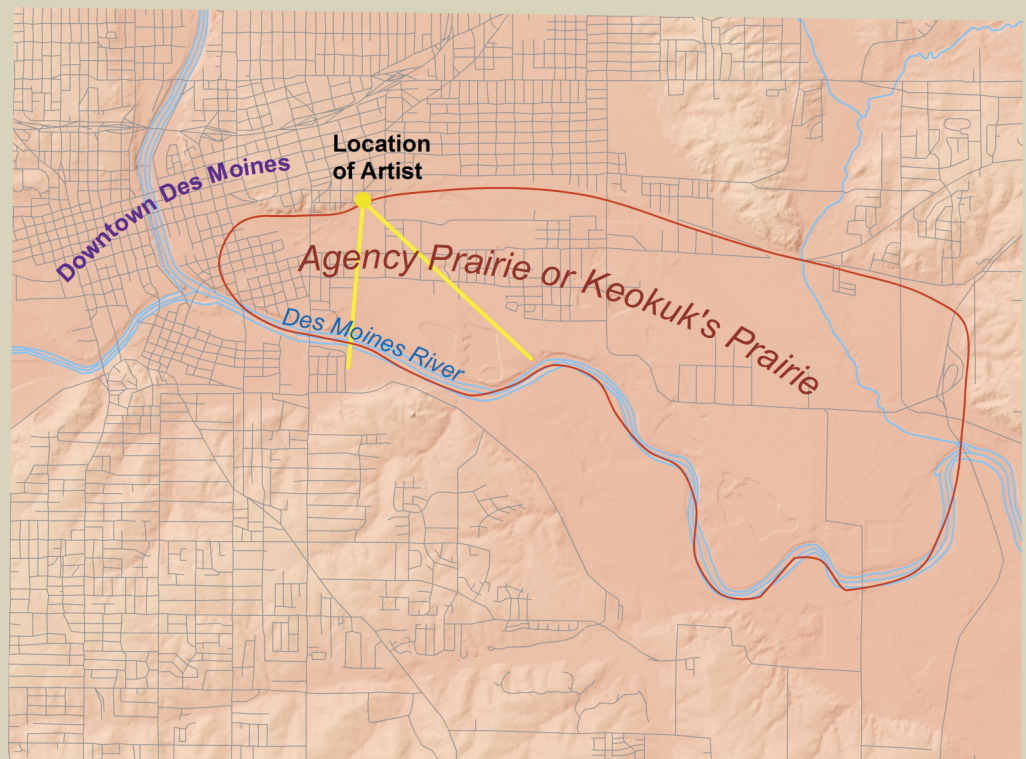 Location
of Artist
Downtown Des Moines
Agency Prairie or Keokuk's Prairie
Des Moines River